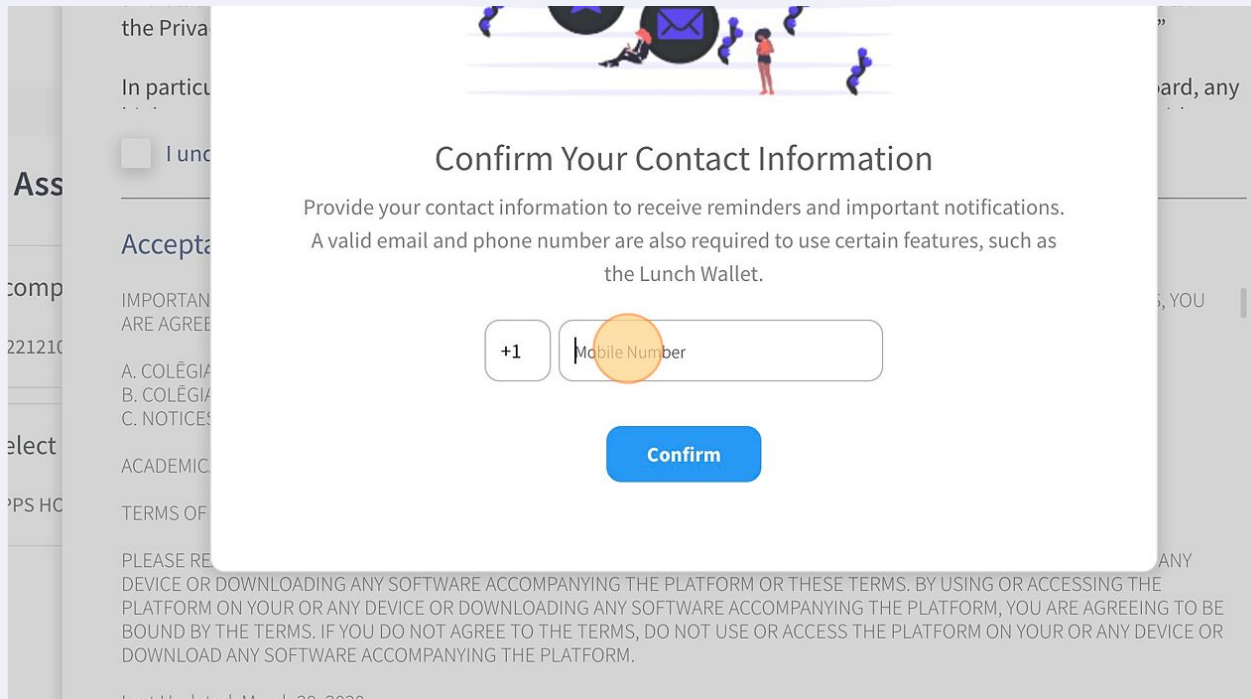 the Priva
”
In particu
ard, any
I und
Ass
Confirm Your Contact Information
Provide your contact information to receive reminders and important notifications.
A valid email and phone number are also required to use certain features, such as
the Lunch Wallet.
Accepta
comp
IMPORTAN
S, YOU
ARE AGREE
221210
+1
Mobile Number
A. COLĒGIA
B. COLĒGIA
C. NOTICES
elect
Confirm
ACADEMIC
PPS HO
TERMS OF
PLEASE RE
ANY
DEVICE OR DOWNLOADING ANY SOFTWARE ACCOMPANYING THE PLATFORM OR THESE TERMS. BY USING OR ACCESSING THE
PLATFORM ON YOUR OR ANY DEVICE OR DOWNLOADING ANY SOFTWARE ACCOMPANYING THE PLATFORM, YOU ARE AGREEING TO BE
BOUND BY THE TERMS. IF YOU DO NOT AGREE TO THE TERMS, DO NOT USE OR ACCESS THE PLATFORM ON YOUR OR ANY DEVICE OR
DOWNLOAD ANY SOFTWARE ACCOMPANYING THE PLATFORM.